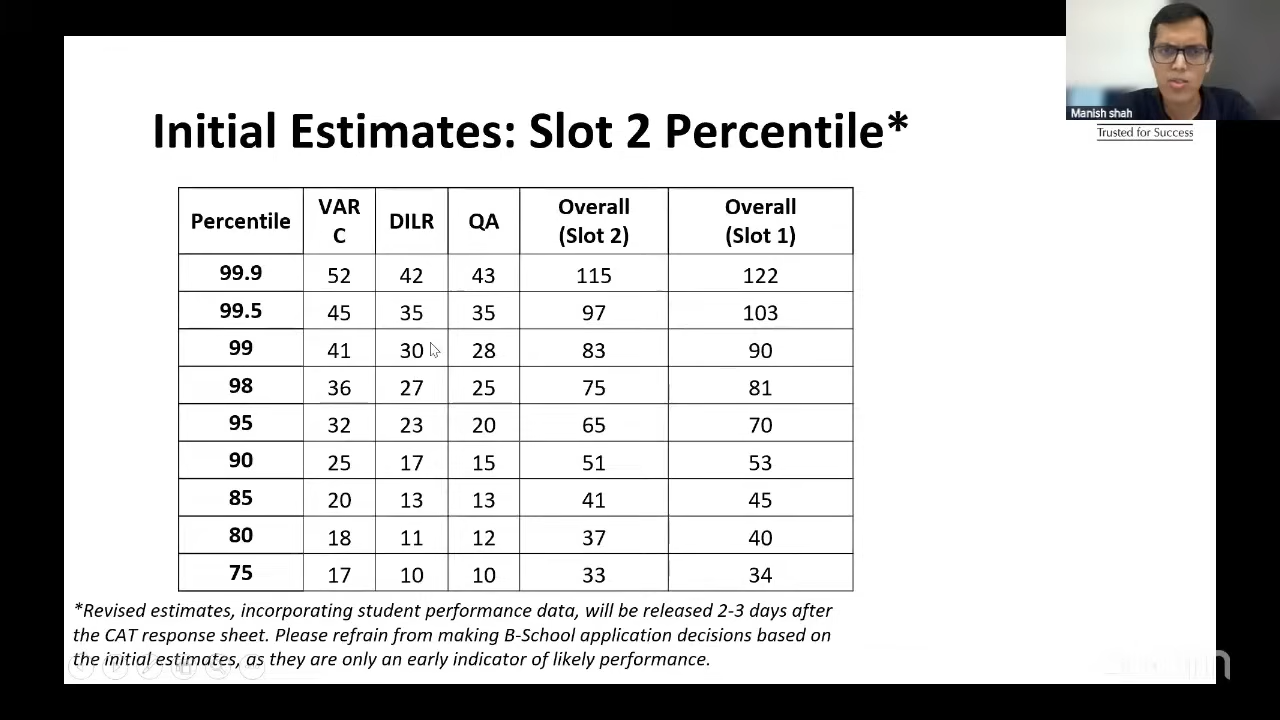 Manish shah
Trusted for Success
Initial Estimates: Slot 2 Percentile*
Percentile VAR C DILR QA Overall (Slot 2) Overall (Slot 1)
99.9 52 42 43 115 122
99.5 45 35 35 97 103
99 41 30 28 83 90
98 36 27 25 75 81
95 32 23 20 65 70
90 25 17 15 51 53
85 20 13 13 41 45
80 18 11 12 37 40
75 17 10 10 33 34
*Revised estimates, incorporating student performance data, will be released 2-3 days after
the CAT response sheet. Please refrain from making B-School application decisions based on
the initial estimates, as they are only an early indicator of likely performance.